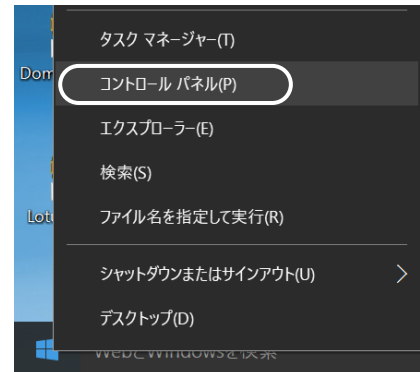 タスク マネージャー(T)
Dom
コントロール パネル(P)
エクスプローラー(E)
検索(S)
Lotu
ファイル名を指定して実行(R)
シャットダウンまたはサインアウト(U)
デスクトップ(D)
WebとWindowsを検索